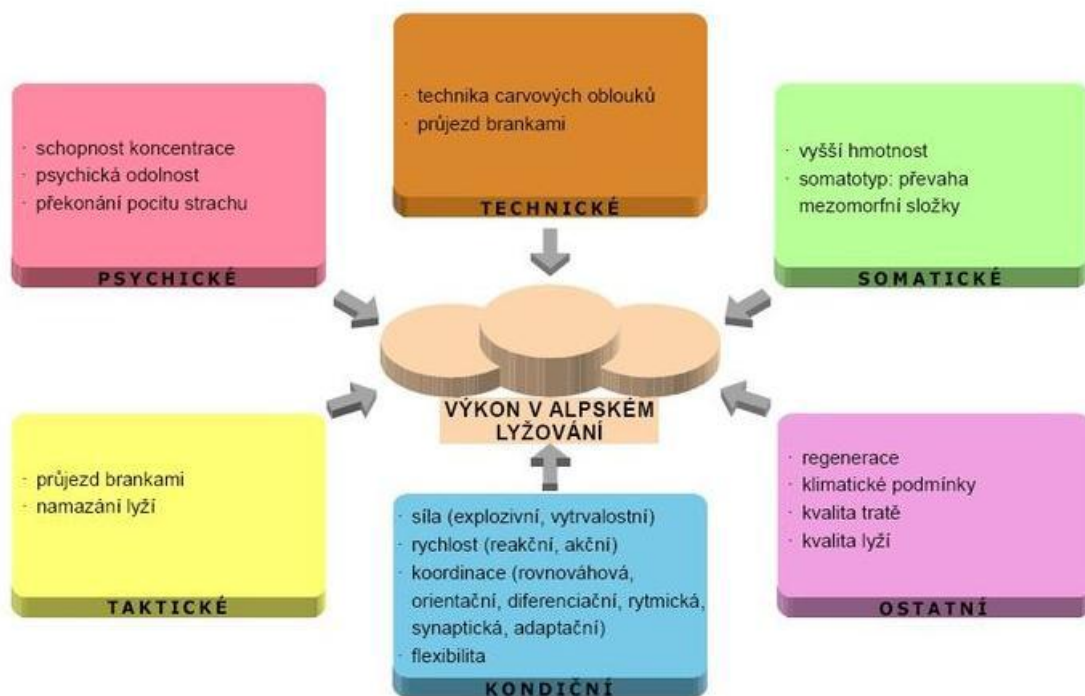 · technika carvových oblouků
· průjezd brankami
TECHNICKÉ
· schopnost koncentrace
· psychická odolnost
· překonání pocitu strachu
PSYCHICKÉ
· vyšší hmotnost
· somatotyp: převaha
mezomorfní složky
SOMATICKÉ
VÝKON V ALPSKÉM
LYŽOVÁNÍ
· průjezd brankami
· namazání lyží
TAKTICKÉ
· síla (explozivní, vytrvalostní)
· rychlost (reakční, akční)
· koordinace (rovnováhová,
orientační, diferenciační, rytmická,
synaptická, adaptační)
· flexibilita
KONDIČNÍ
· regenerace
· klimatické podmínky
· kvalita tratě
· kvalita lyží
OSTATNÍ